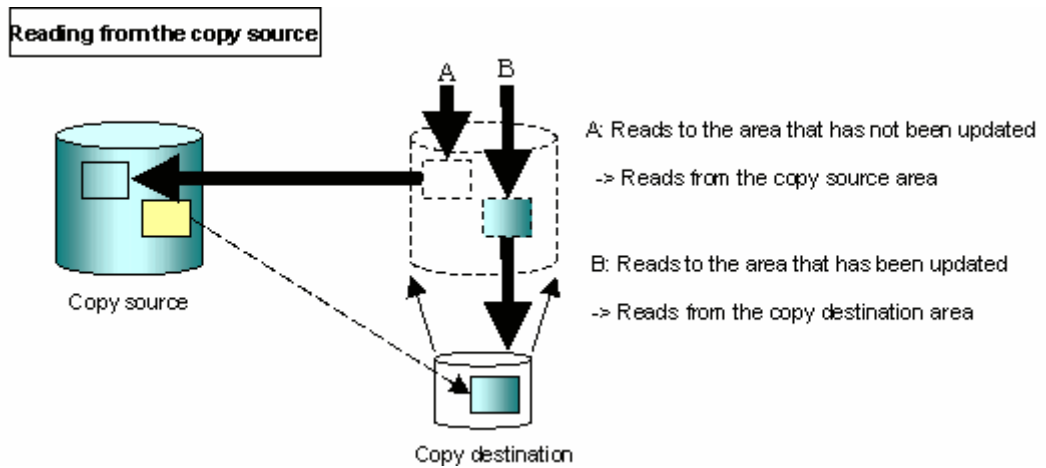 Reading from the copy source
A B
A: Reads to the area that has not been updated
-> Reads from the copy source area
B: Reads to the area that has been updated
-> Reads from the copy destination area
Copy source
Copy destination